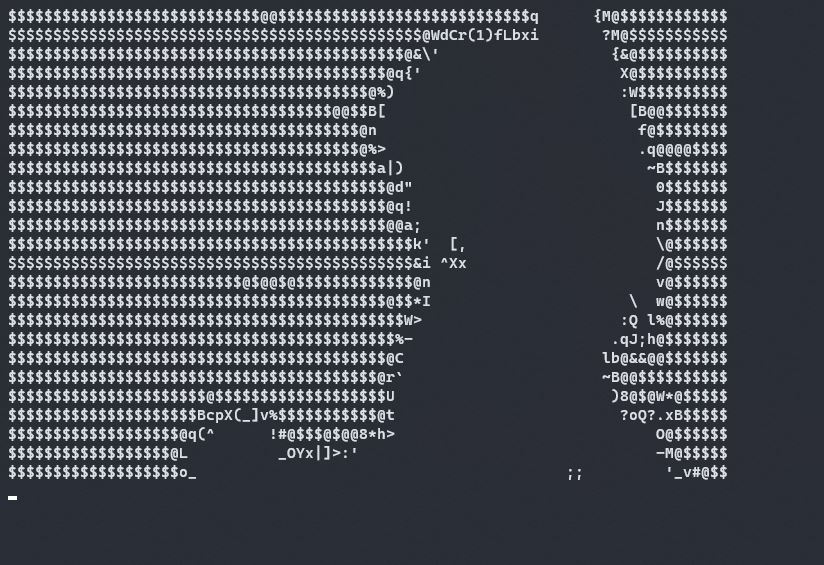 $$$$$$$$$$$$$$$$$$$$$$$$$$$$@@$$$$$$$$$$$$$$$$$$$$$$$$$$$$q      {M@$$$$$$$$$$$$
$$$$$$$$$$$$$$$$$$$$$$$$$$$$$$$$$$$$$$$$$$$$$$@WdCr(1)fLbxi       ?M@$$$$$$$$$$$
$$$$$$$$$$$$$$$$$$$$$$$$$$$$$$$$$$$$$$$$$$$$@&\'                   {&@$$$$$$$$$$
$$$$$$$$$$$$$$$$$$$$$$$$$$$$$$$$$$$$$$$$$$@q{'                      X@$$$$$$$$$$
$$$$$$$$$$$$$$$$$$$$$$$$$$$$$$$$$$$$$$$$@%)                         :W$$$$$$$$$$
$$$$$$$$$$$$$$$$$$$$$$$$$$$$$$$$$$$$@@$$B[                           [B@@$$$$$$$
$$$$$$$$$$$$$$$$$$$$$$$$$$$$$$$$$$$$$$$@n                             f@$$$$$$$$
$$$$$$$$$$$$$$$$$$$$$$$$$$$$$$$$$$$$$$$@%>                            .q@@@@$$$$
$$$$$$$$$$$$$$$$$$$$$$$$$$$$$$$$$$$$$$$$$a|)                           ~B$$$$$$$
$$$$$$$$$$$$$$$$$$$$$$$$$$$$$$$$$$$$$$$$$$@d"                           0$$$$$$$
$$$$$$$$$$$$$$$$$$$$$$$$$$$$$$$$$$$$$$$$$$@q!                           J$$$$$$$
$$$$$$$$$$$$$$$$$$$$$$$$$$$$$$$$$$$$$$$$$$@@a;                          n$$$$$$$
$$$$$$$$$$$$$$$$$$$$$$$$$$$$$$$$$$$$$$$$$$$$$k'  [,                     \@$$$$$$
$$$$$$$$$$$$$$$$$$$$$$$$$$$$$$$$$$$$$$$$$$$$$&i ^Xx                     /@$$$$$$
$$$$$$$$$$$$$$$$$$$$$$$$$$@$@@$@$$$$$$$$$$$$$@n                         v@$$$$$$
$$$$$$$$$$$$$$$$$$$$$$$$$$$$$$$$$$$$$$$$$$@$$*I                      \  w@$$$$$$
$$$$$$$$$$$$$$$$$$$$$$$$$$$$$$$$$$$$$$$$$$$$W>                      :Q l%@$$$$$$
$$$$$$$$$$$$$$$$$$$$$$$$$$$$$$$$$$$$$$$$$$$%-                      .qJ;h@$$$$$$$
$$$$$$$$$$$$$$$$$$$$$$$$$$$$$$$$$$$$$$$$$$@C                      lb@&&@@$$$$$$$
$$$$$$$$$$$$$$$$$$$$$$$$$$$$$$$$$$$$$$$$$@r`                      ~B@@$$$$$$$$$$
$$$$$$$$$$$$$$$$$$$$$$@$$$$$$$$$$$$$$$$$$$U                        )8@$@W*@$$$$$
$$$$$$$$$$$$$$$$$$$$$BcpX(_]v%$$$$$$$$$$$@t                         ?oQ?.xB$$$$$
$$$$$$$$$$$$$$$$$$$@q(^      !#@$$$@$@@8*h>                             O@$$$$$$
$$$$$$$$$$$$$$$$$$@L          _OYx|]>:'                                 -M@$$$$$
$$$$$$$$$$$$$$$$$$$o_                                         ;;         '_v#@$$